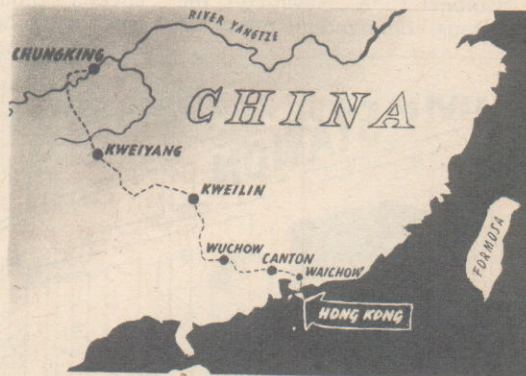 RIVER YANGTZE
CHUNGKING
CHINA
KWEIYANG
KWEILIN
WUCHOW
CANTON
WAICHOW
FORMOSA
HONG KONG